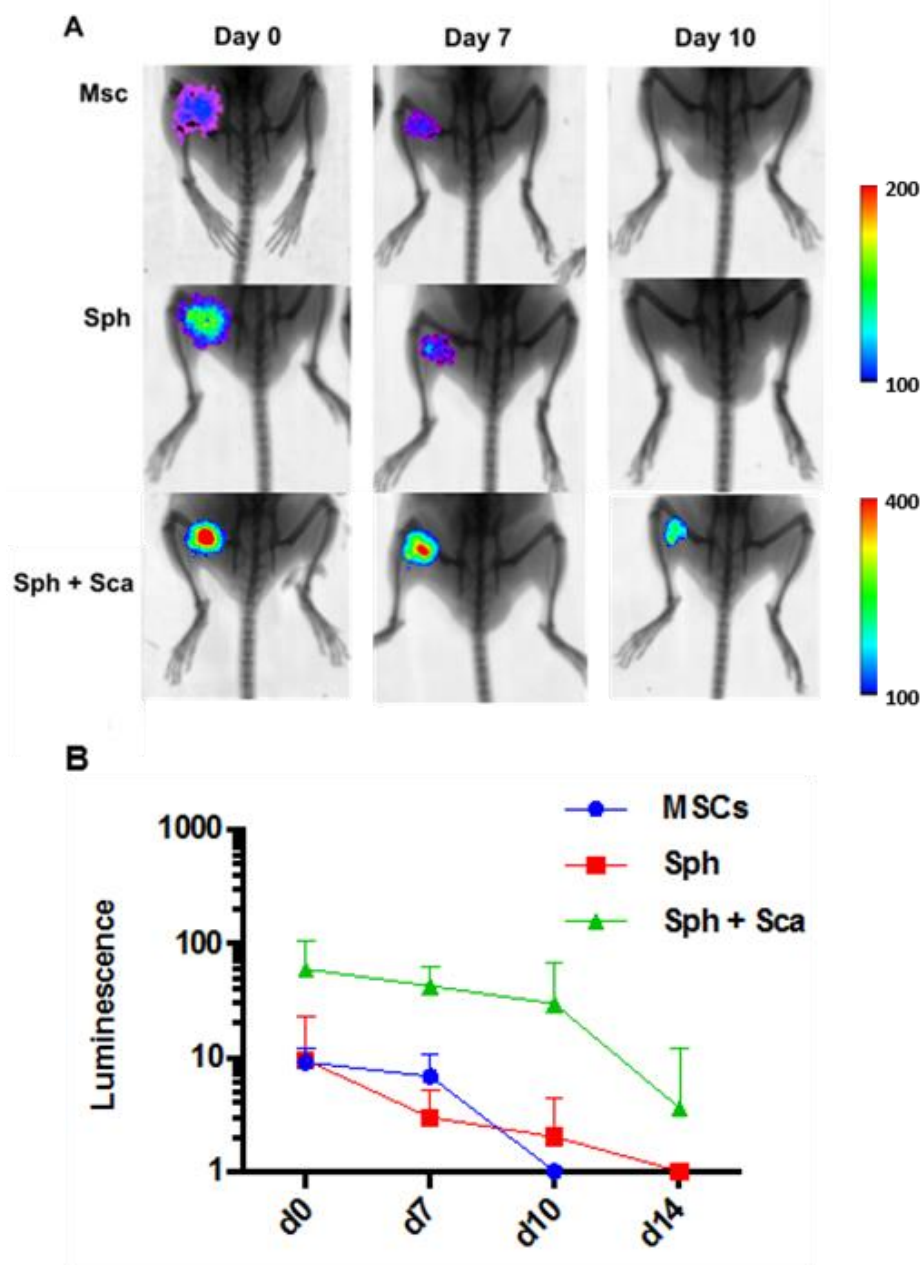 A
Day 0
Day 7
Day 10
Msc
200
100
Sph
400
100
Sph + Sca
B
MSCs
Sph
Sph + Sca
1000
100
10
1
Luminescence
d0
d7
d10
d14